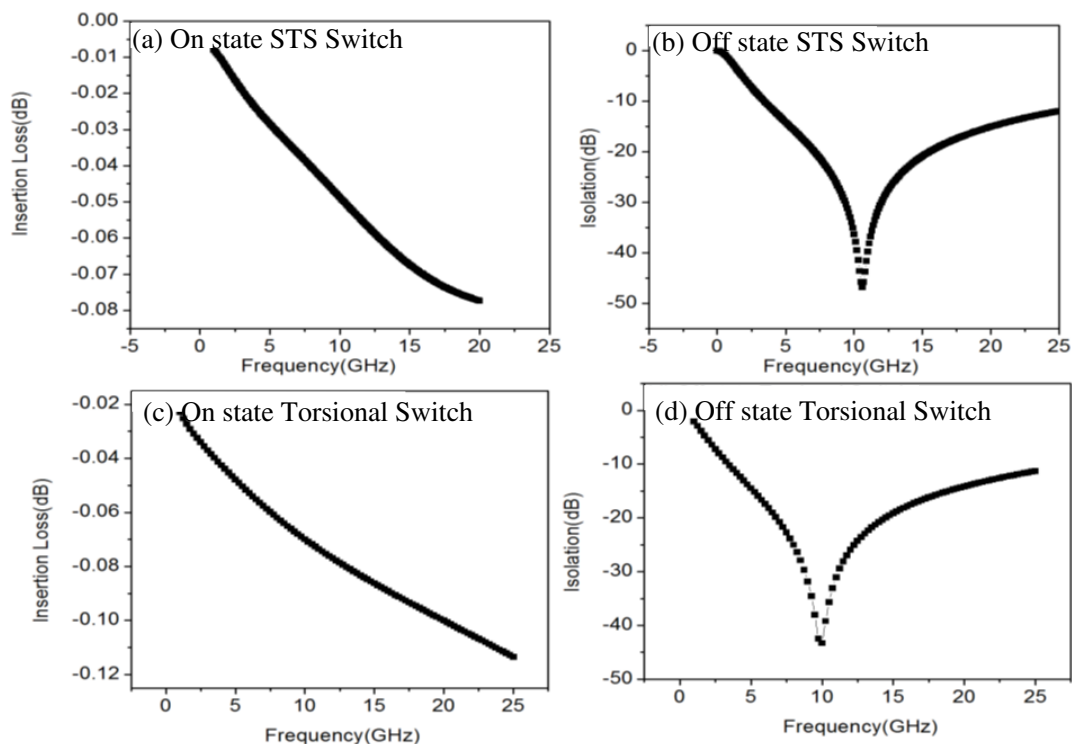 (a) On state STS Switch
Insertion Loss(dB)
0.00
-0.01
-0.02
-0.03
-0.04
-0.05
-0.06
-0.07
-0.08
-5 0 5 10 15 20 25
Frequency(GHz)
(b) Off state STS Switch
Isolation(dB)
0
-10
-20
-30
-40
-50
0 5 10 15 20 25
Frequency(GHz)
(c) On state Torsional Switch
Insertion Loss(dB)
-0.02
-0.04
-0.06
-0.08
-0.10
-0.12
0 5 10 15 20 25
Frequency(GHz)
(d) Off state Torsional Switch
Isolation(dB)
0
-10
-20
-30
-40
-50
0 5 10 15 20 25
Frequency(GHz)